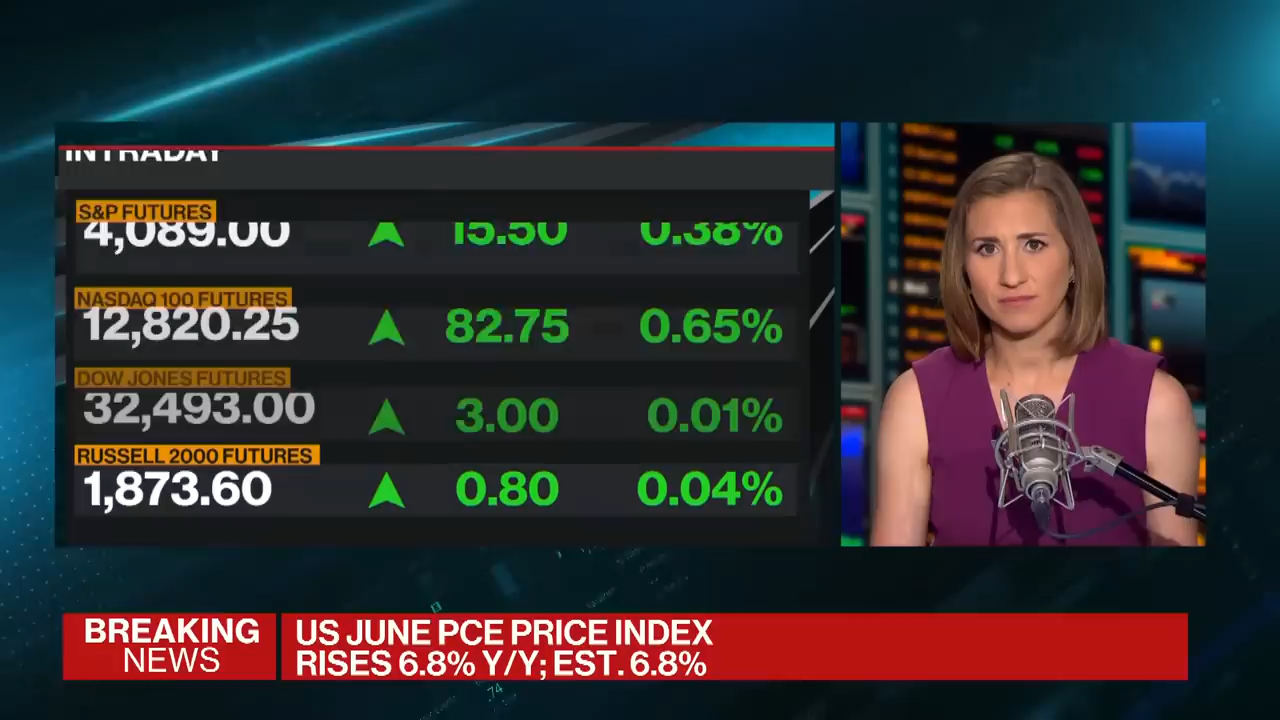 INTRADAY
S&P FUTURES
4,089.00 15.50 0.38%
NASDAQ 100 FUTURES
12,820.25 82.75 0.65%
DOW JONES FUTURES
32,493.00 3.00 0.01%
RUSSELL 2000 FUTURES
1,873.60 0.80 0.04%
BREAKING
NEWS
US JUNE PCE PRICE INDEX
RISES 6.8% Y/Y; EST. 6.8%
74